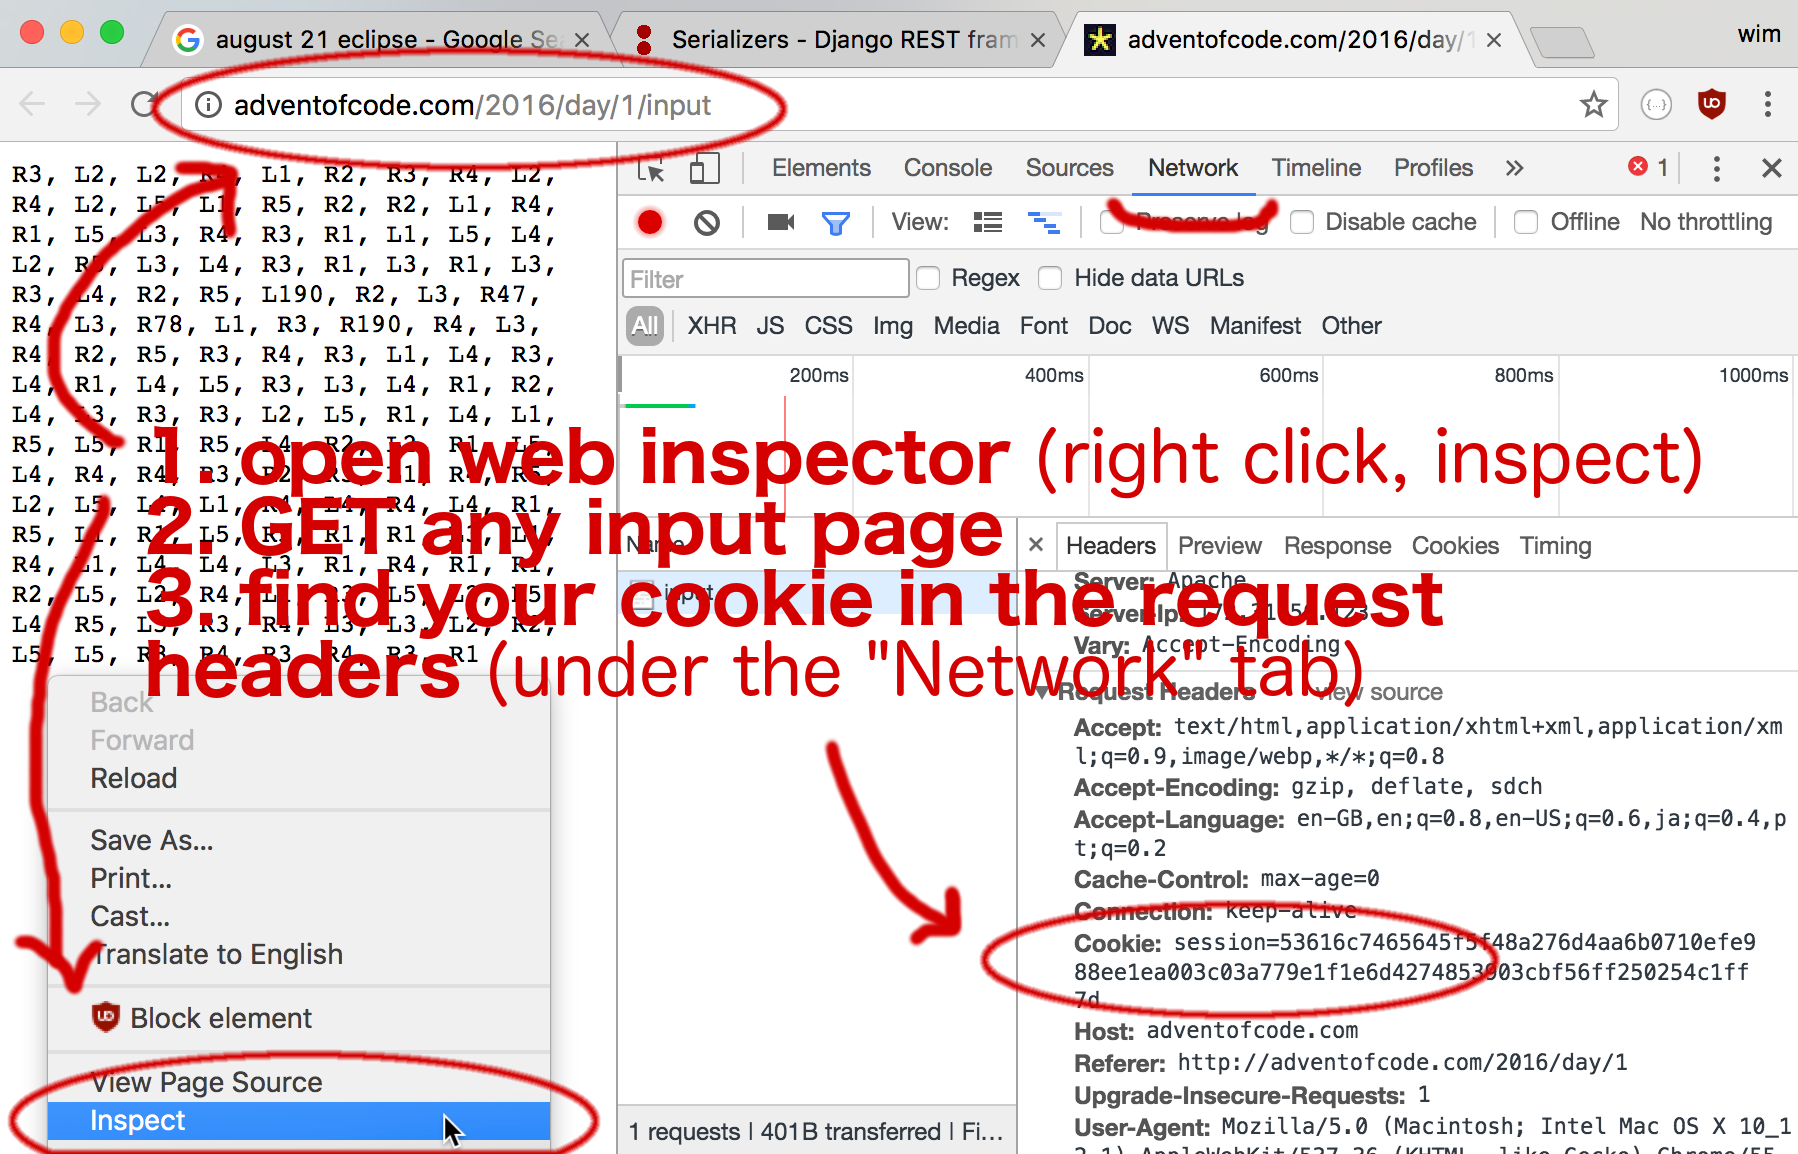 august 21 eclipse - Google Sea
Serializers - Django REST fram
adventofcode.com/2016/day/1
wim
adventofcode.com/2016/day/1/input
R3, L2, L2, R4, L1, R2, R3, R4, L2,
R4, L2, L5, L1, R5, R2, R2, L1, R4,
R1, L5, L3, R4, R3, R1, L1, L5, L4,
L2, R5, L3, L4, R3, R1, L3, R1, L3,
R3, L4, R2, R5, L190, R2, L3, R47,
R4, L3, R78, L1, R3, R190, R4, L3,
R4, R2, R5, R3, R4, R3, L1, L4, R3,
L4, R1, L4, L5, R3, L3, L4, R1, R2,
L4, L3, R3, R3, L2, L5, R1, L4, L1,
R5, L5, R1, R5, L4, R2, L2, R1, L5,
L4, R4, R4, R3, R2, R3, L1, R4, R5,
L2, L5, L4, L1, R4, L4, R4, L4, R1,
R5, L1, R1, L5, R5, R1, R1, L3, L1,
R4, L1, L4, L4, L3, R1, R4, R1, R1,
R2, L5, L2, R4, L1, R3, L5, L2, R5,
L4, R5, L5, R3, R4, L3, L3, L2, R2,
L5, L5, R3, R4, R3, R4, R3, R1
1. open web inspector (right click, inspect)
2. GET any input page
3. find your cookie in the request
headers (under the "Network" tab)
Back
Forward
Reload
Save As...
Print...
Cast...
Translate to English
Block element
View Page Source
Inspect
Elements Console Sources Network Timeline Profiles » 1
View: Preserve log Disable cache Offline No throttling
Filter Regex Hide data URLs
All XHR JS CSS Img Media Font Doc WS Manifest Other
200ms 400ms 600ms 800ms 1000ms
Name
input
Headers Preview Response Cookies Timing
Server: Apache
Server-Ip:
Vary: Accept-Encoding
Request Headers view source
Accept: text/html,application/xhtml+xml,application/xm
l;q=0.9,image/webp,*/*;q=0.8
Accept-Encoding: gzip, deflate, sdch
Accept-Language: en-GB,en;q=0.8,en-US;q=0.6,ja;q=0.4,p
t;q=0.2
Cache-Control: max-age=0
Connection: keep-alive
Cookie: session=53616c7465645f5f48a276d4aa6b0710efe9
88ee1ea003c03a779e1f1e6d4274853903cbf56ff250254c1ff
7d
Host: adventofcode.com
Referer: http://adventofcode.com/2016/day/1
Upgrade-Insecure-Requests: 1
User-Agent: Mozilla/5.0 (Macintosh; Intel Mac OS X 10_1
2_1) AppleWebKit/537.36 (KHTML, like Gecko) Chrome/55
1 requests | 401B transferred | Fi...